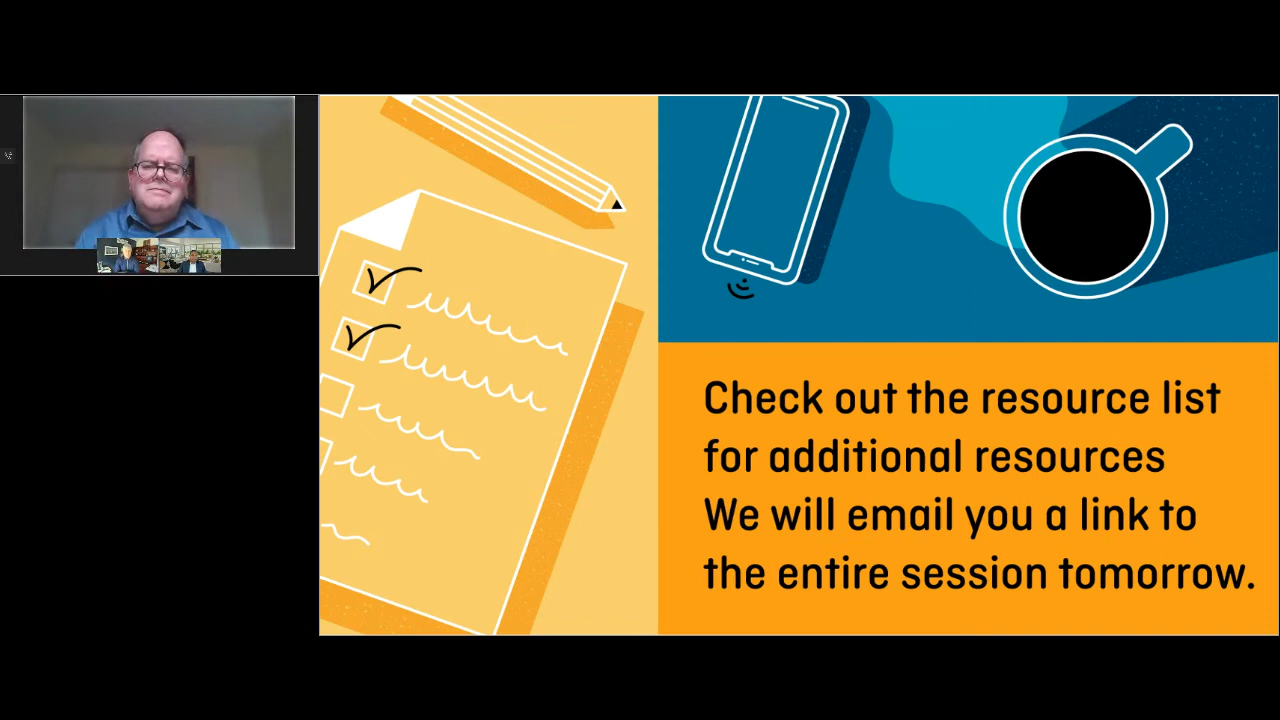 Check out the resource list
for additional resources
We will email you a link to
the entire session tomorrow.